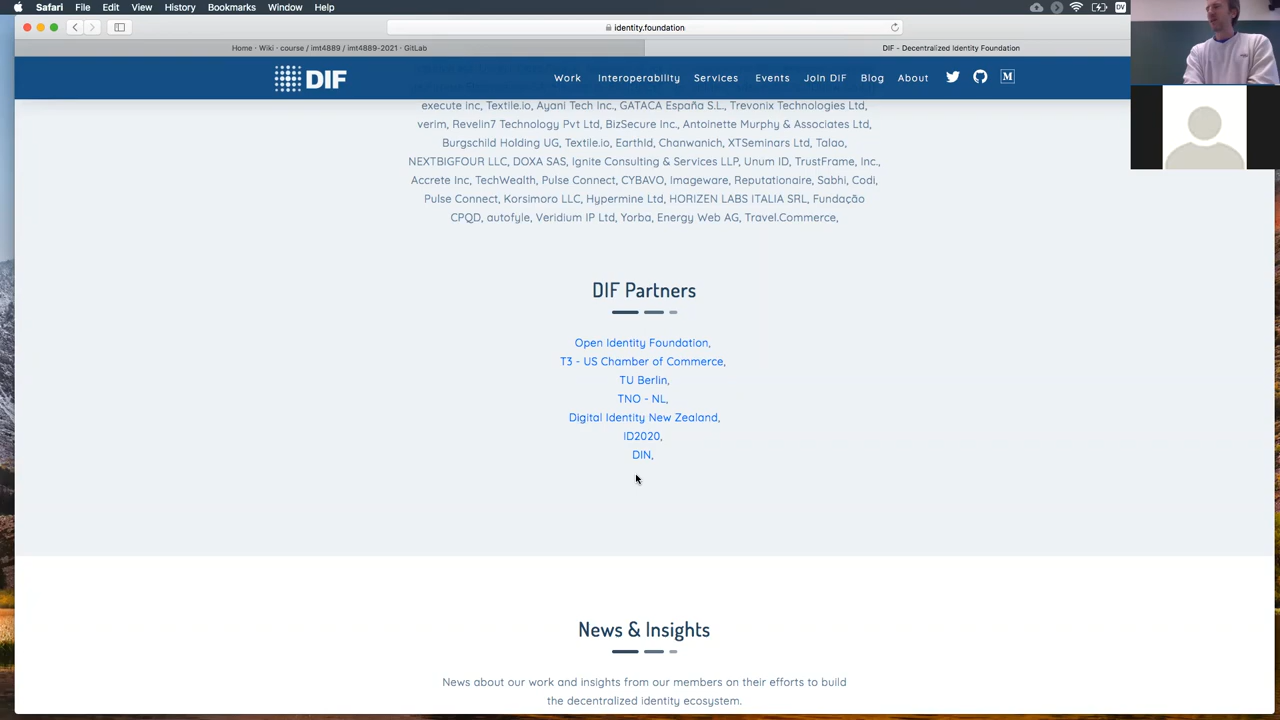 Safari File Edit View History Bookmarks Window Help DV
identity.foundation
Home · Wiki · course / imt4889 / imt4889-2021 · GitLab DIF - Decentralized Identity Foundation
DIF Work Interoperability Services Events Join DIF Blog About M
execute inc, Textile.io, Ayani Tech Inc., GATACA España S.L., Trevonix Technologies Ltd,
verim, Revelin7 Technology Pvt Ltd, BizSecure Inc., Antoinette Murphy & Associates Ltd,
Burgschild Holding UG, Textile.io, EarthId, Chanwanich, XTSeminars Ltd, Talao,
NEXTBIGFOUR LLC, DOXA SAS, Ignite Consulting & Services LLP, Unum ID, TrustFrame, Inc.,
Accrete Inc, TechWealth, Pulse Connect, CYBAVO, Imageware, Reputationaire, Sabhi, Codi,
Pulse Connect, Korsimoro LLC, Hypermine Ltd, HORIZEN LABS ITALIA SRL, Fundação
CPQD, autofyle, Veridium IP Ltd, Yorba, Energy Web AG, Travel.Commerce,
DIF Partners
Open Identity Foundation,
T3 - US Chamber of Commerce,
TU Berlin,
TNO - NL,
Digital Identity New Zealand,
ID2020,
DIN,
News & Insights
News about our work and insights from our members on their efforts to build
the decentralized identity ecosystem.